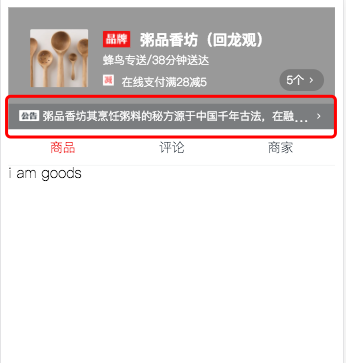 品牌 粥品香坊（回龙观）
蜂鸟专送/38分钟送达
减 在线支付满28减5
5个 >
公告 粥品香坊其烹饪粥料的秘方源于中国千年古法，在融... >
商品 评论 商家
i am goods